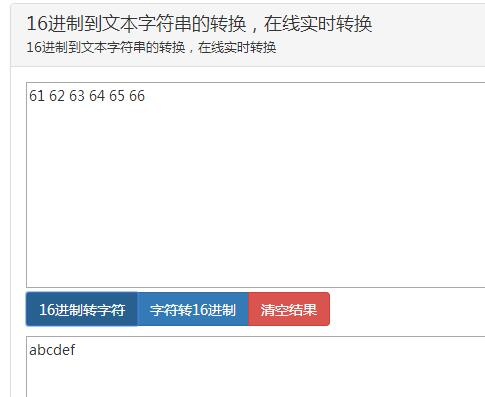 16进制到文本字符串的转换，在线实时转换
16进制到文本字符串的转换，在线实时转换
61 62 63 64 65 66
16进制转字符 字符转16进制 清空结果
abcdef